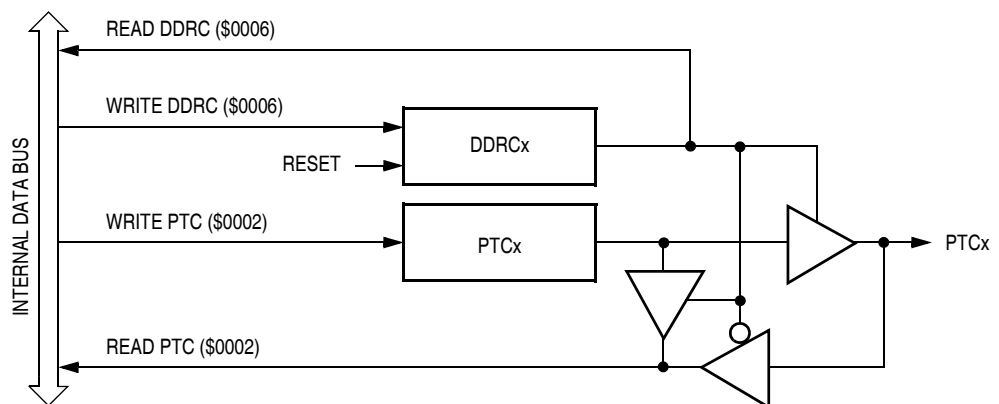 READ DDRC ($0006)
WRITE DDRC ($0006)
DDRCx
RESET
WRITE PTC ($0002)
PTCx
PTCx
READ PTC ($0002)
INTERNAL DATA BUS